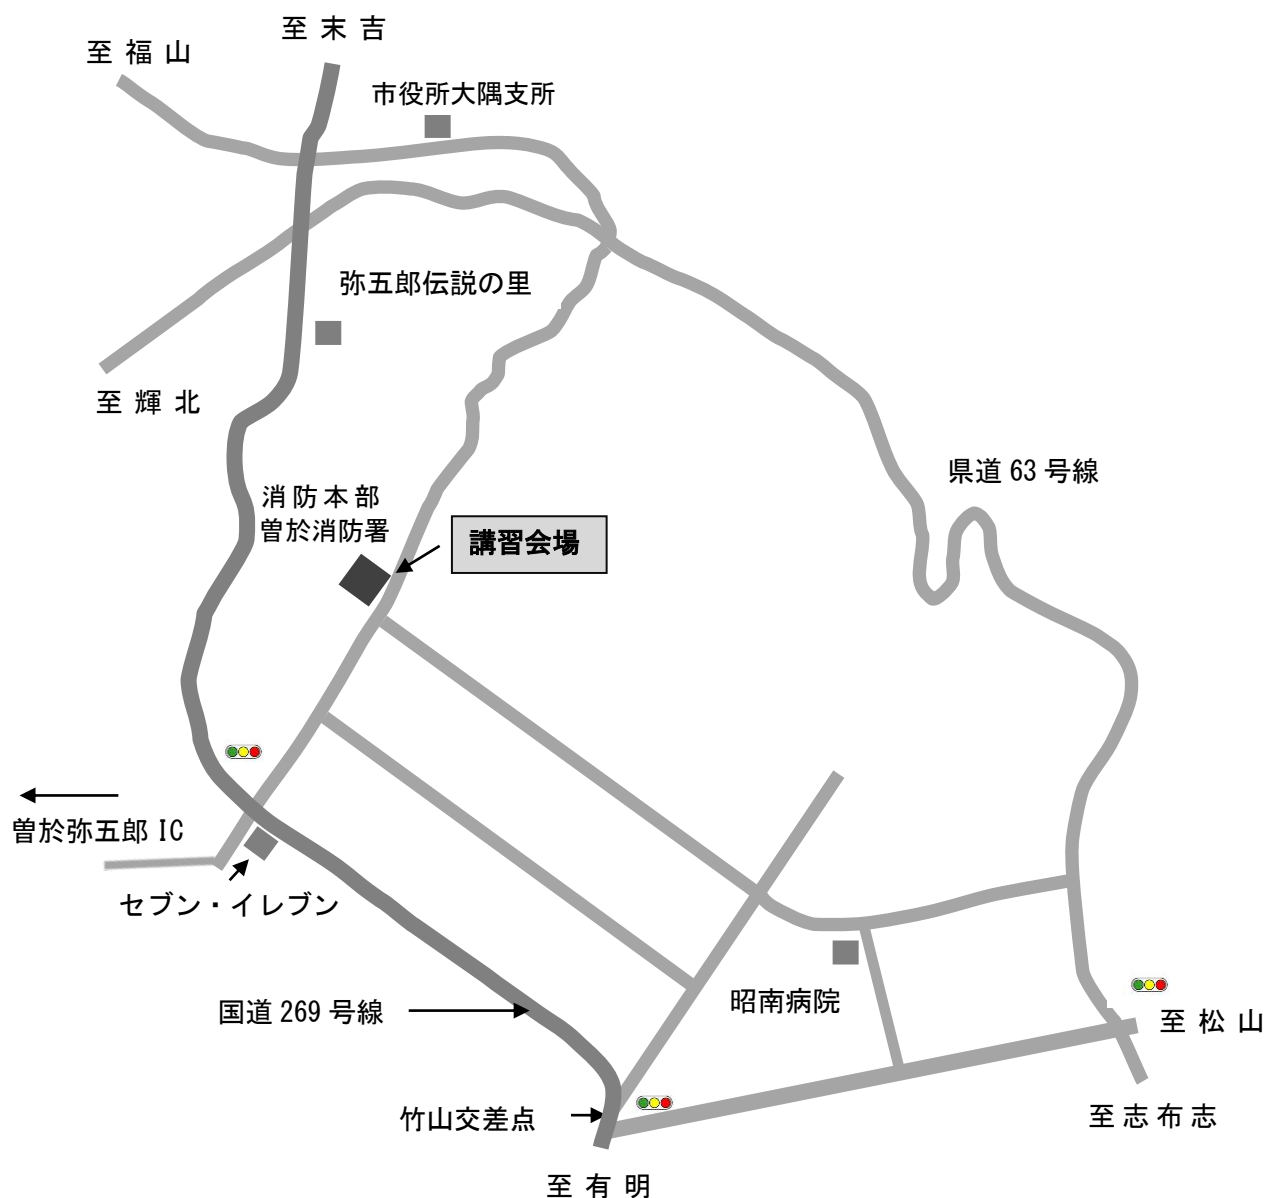 至 末 吉
至 福 山
市役所大隅支所
弥五郎伝説の里
至 輝 北
県道 63 号線
消防本部
曽於消防署
講習会場
曽於弥五郎 IC
セブン・イレブン
昭南病院
国道 269 号線
至 松 山
竹山交差点
至 志 布 志
至 有 明